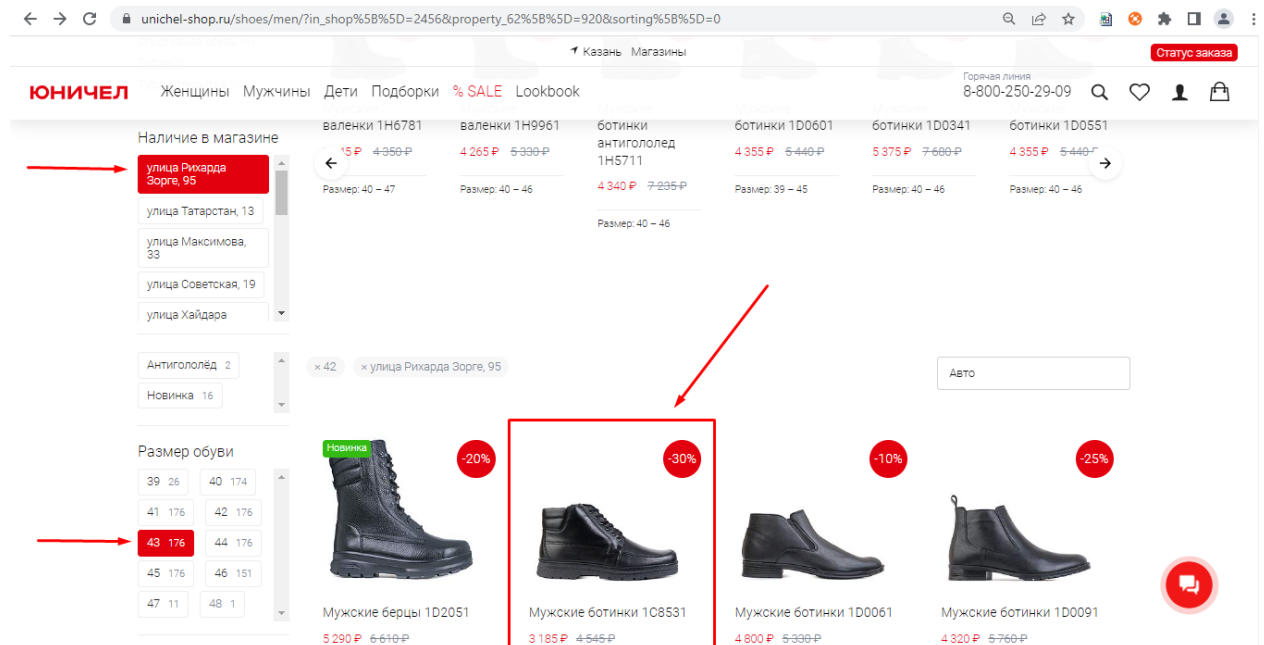 unichel-shop.ru/shoes/men/?in_shop%5B%5D=2456&property_62%5B%5D=920&sorting%5B%5D=0
Казань Магазины
Статус заказа
ЮНИЧЕЛ Женщины Мужчины Дети Подборки % SALE Lookbook
Горячая линия
8-800-250-29-09
Наличие в магазине
улица Рихарда
Зорге, 95
улица Татарстан, 13
улица Максимова,
33
улица Советская, 19
улица Хайдара
валенки 1H6781
45 ₽ 4 350 ₽
Размер: 40 – 47
валенки 1H9961
4 265 ₽ 5 330 ₽
Размер: 40 – 46
ботинки
антигололед
1H5711
4 340 ₽ 7 235 ₽
Размер: 40 – 46
ботинки 1D0601
4 355 ₽ 5 440 ₽
Размер: 39 – 45
ботинки 1D0341
5 375 ₽ 7 680 ₽
Размер: 40 – 46
ботинки 1D0551
4 355 ₽ 5 440 ₽
Размер: 40 – 46
Антигололёд 2
Новинка 16
× 42 × улица Рихарда Зорге, 95
Авто
Размер обуви
39 26 40 174
41 176 42 176
43 176 44 176
45 176 46 151
47 11 48 1
Новинка
-20%
Мужские берцы 1D2051
5 290 ₽ 6 610 ₽
-30%
Мужские ботинки 1C8531
3 185 ₽ 4 545 ₽
-10%
Мужские ботинки 1D0061
4 800 ₽ 5 330 ₽
-25%
Мужские ботинки 1D0091
4 320 ₽ 5 760 ₽